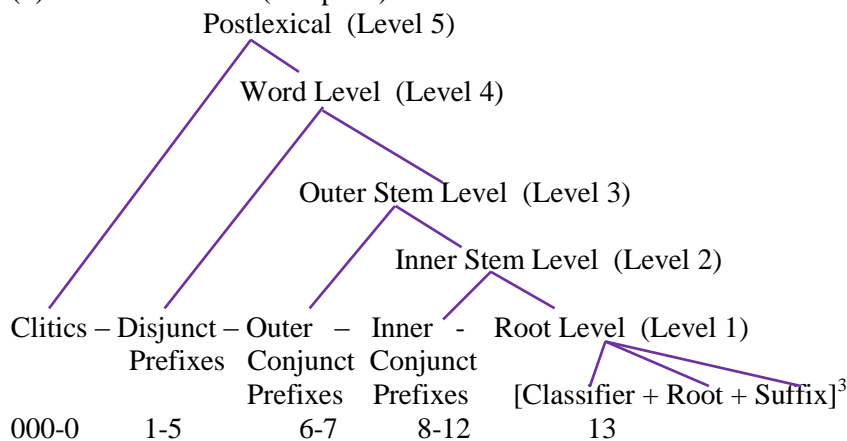 Postlexical (Level 5)
Word Level (Level 4)
Outer Stem Level (Level 3)
Inner Stem Level (Level 2)
Clitics – Disjunct – Outer – Inner - Root Level (Level 1)
Prefixes Conjunct Conjunct
Prefixes Prefixes [Classifier + Root + Suffix]³
000-0 1-5 6-7 8-12 13